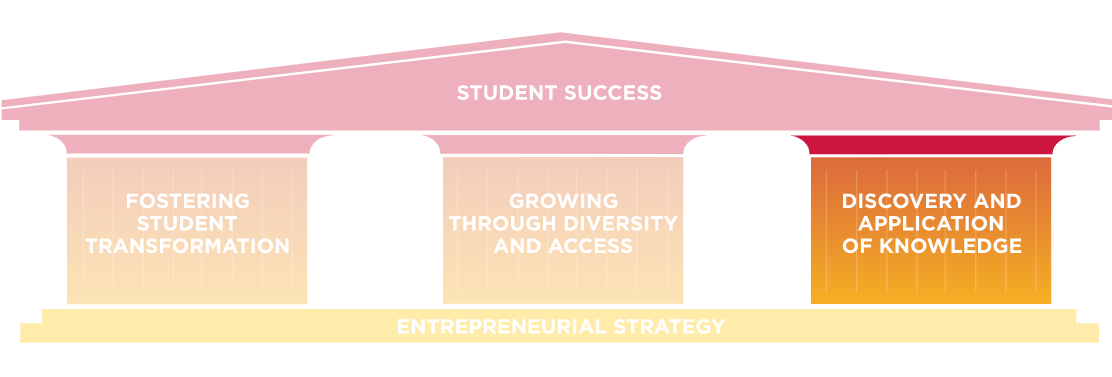 STUDENT SUCCESS
FOSTERING
STUDENT
TRANSFORMATION
GROWING
THROUGH DIVERSITY
AND ACCESS
DISCOVERY AND
APPLICATION
OF KNOWLEDGE
ENTREPRENEURIAL STRATEGY